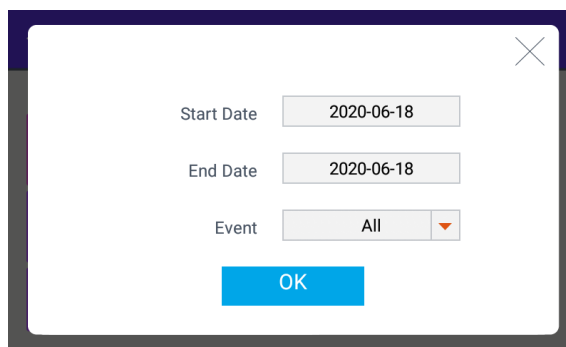 Start Date 2020-06-18
End Date 2020-06-18
Event All
OK